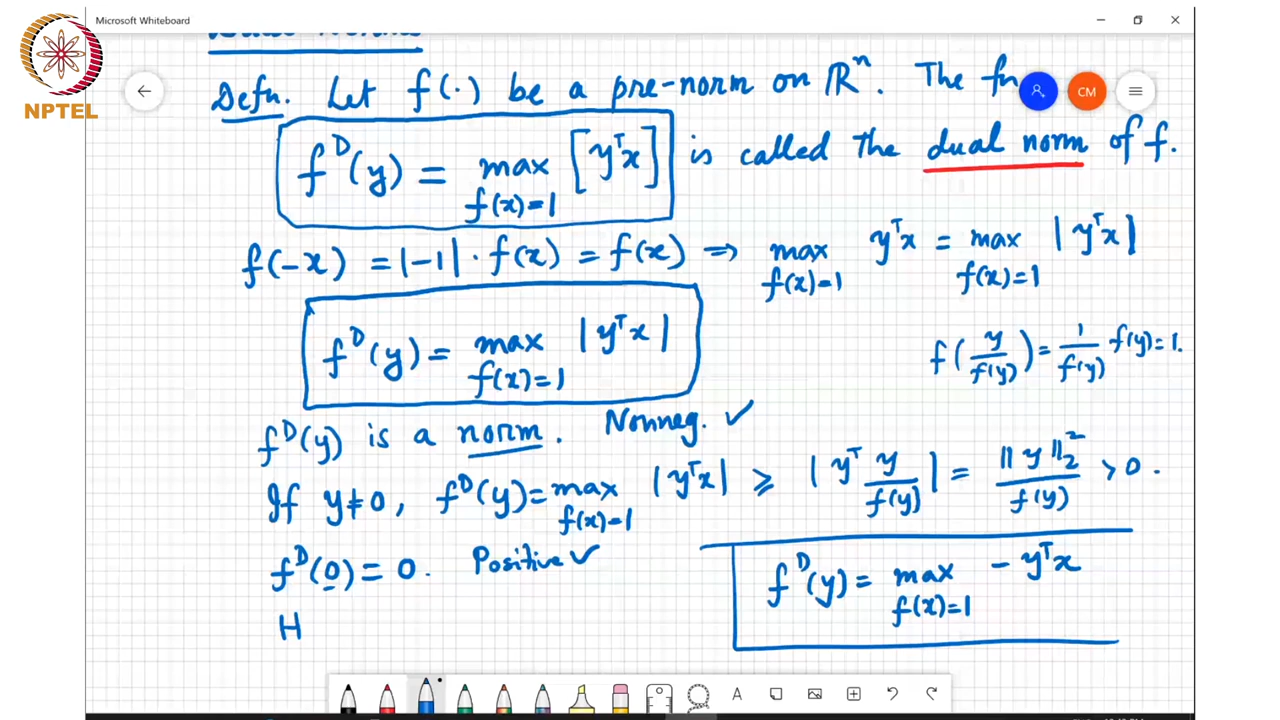 Microsoft Whiteboard
NPTEL
Defn. Let f(·) be a pre-norm on ℝⁿ. The fn
CM
f^D(y) = max_{f(x)=1} [yᵀx] is called the dual norm of f.
f(-x) = |-1| · f(x) = f(x) ⇒ max_{f(x)=1} yᵀx = max_{f(x)=1} |yᵀx|
f^D(y) = max_{f(x)=1} |yᵀx|
f(y/f(y)) = 1/f(y) f(y) = 1.
f^D(y) is a norm. Nonneg. ✓
If y≠0, f^D(y) = max_{f(x)=1} |yᵀx| ≥ |yᵀ y/f(y)| = ‖y‖₂²/f(y) > 0.
f^D(0) = 0. Positive ✓
f^D(y) = max_{f(x)=1} - yᵀx
H